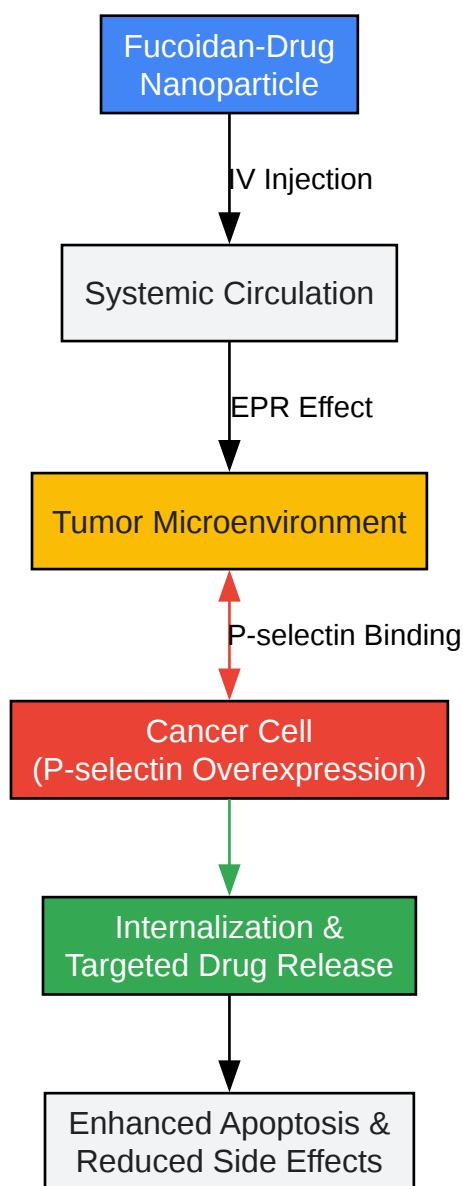 Fucoidan-Drug
Nanoparticle
IV Injection
Systemic Circulation
EPR Effect
Tumor Microenvironment
P-selectin Binding
Cancer Cell
(P-selectin Overexpression)
Internalization &
Targeted Drug Release
Enhanced Apoptosis &
Reduced Side Effects